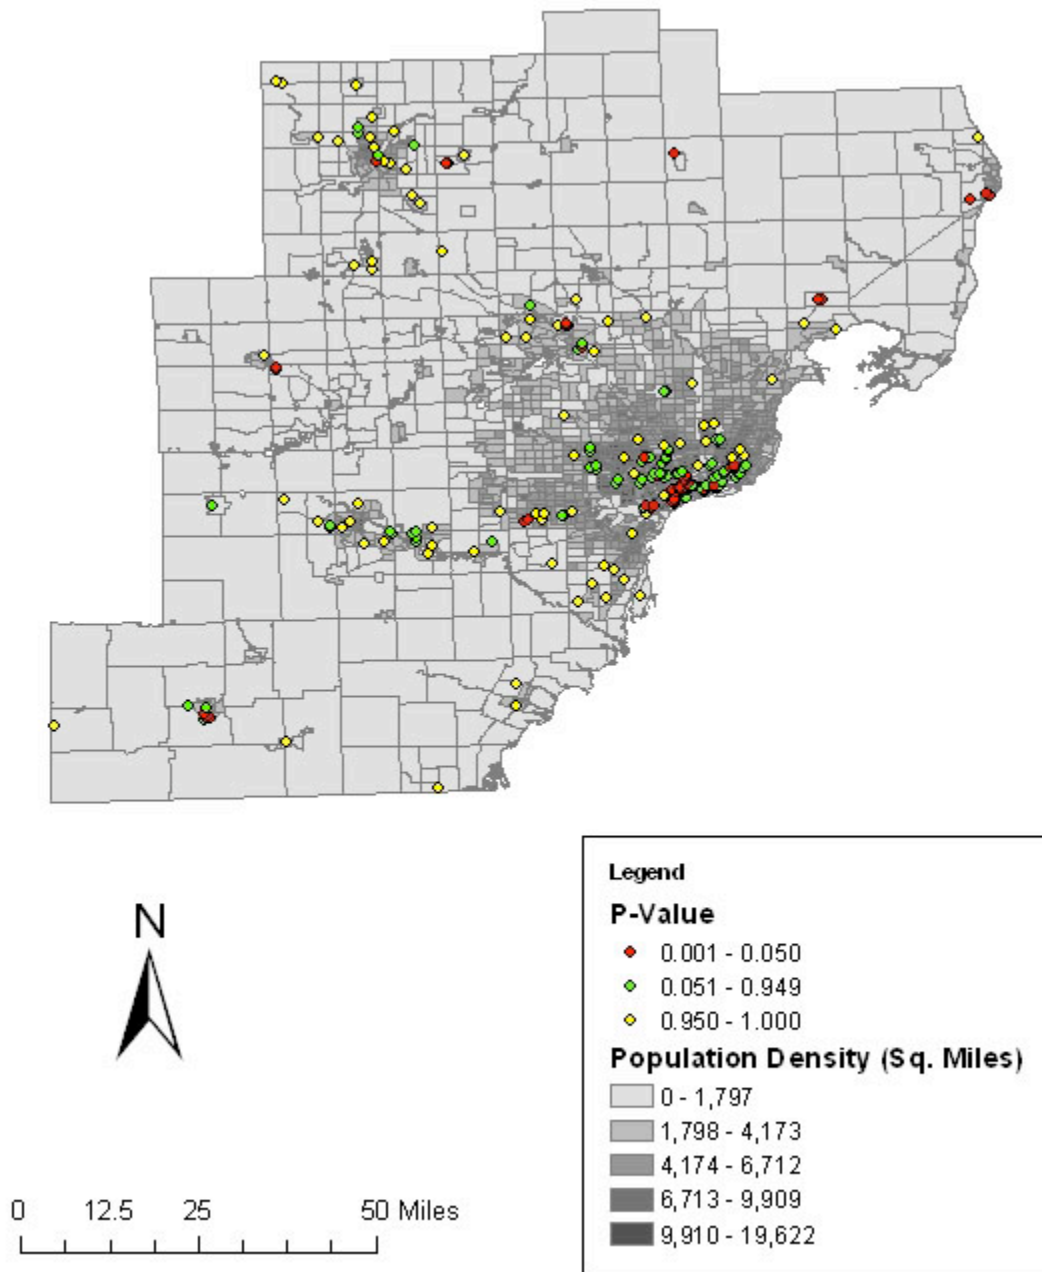 N
0 12.5 25 50 Miles
Legend
P-Value
0.001 - 0.050
0.051 - 0.949
0.950 - 1.000
Population Density (Sq. Miles)
0 - 1,797
1,798 - 4,173
4,174 - 6,712
6,713 - 9,909
9,910 - 19,622